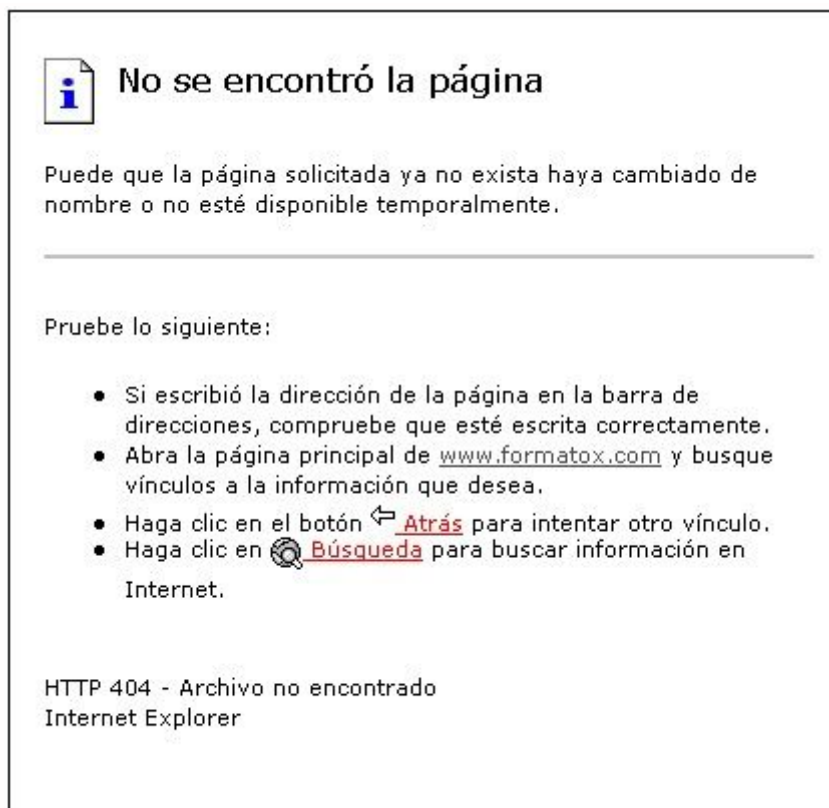 No se encontró la página
Puede que la página solicitada ya no exista haya cambiado de
nombre o no esté disponible temporalmente.
Pruebe lo siguiente:
● Si escribió la dirección de la página en la barra de
direcciones, compruebe que esté escrita correctamente.
● Abra la página principal de www.formatox.com y busque
vínculos a la información que desea.
● Haga clic en el botón Atrás para intentar otro vínculo.
● Haga clic en Búsqueda para buscar información en
Internet.
HTTP 404 - Archivo no encontrado
Internet Explorer